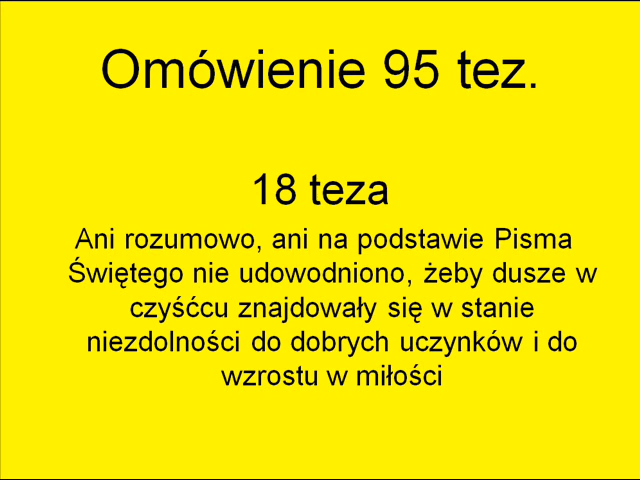 Omówienie 95 tez.
18 teza
Ani rozumowo, ani na podstawie Pisma
Świętego nie udowodniono, żeby dusze w
czyśćcu znajdowały się w stanie
niezdolności do dobrych uczynków i do
wzrostu w miłości